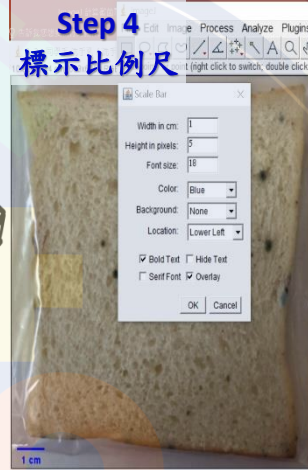 Step 4
標示比例尺
Edit Image Process Analyze Plugins
(right click to switch; double click
Scale Bar
Width in cm: 1
Height in pixels: 5
Font size: 18
Color: Blue
Background: None
Location: Lower Left
Bold Text Hide Text
Serif Font Overlay
OK Cancel
1 cm